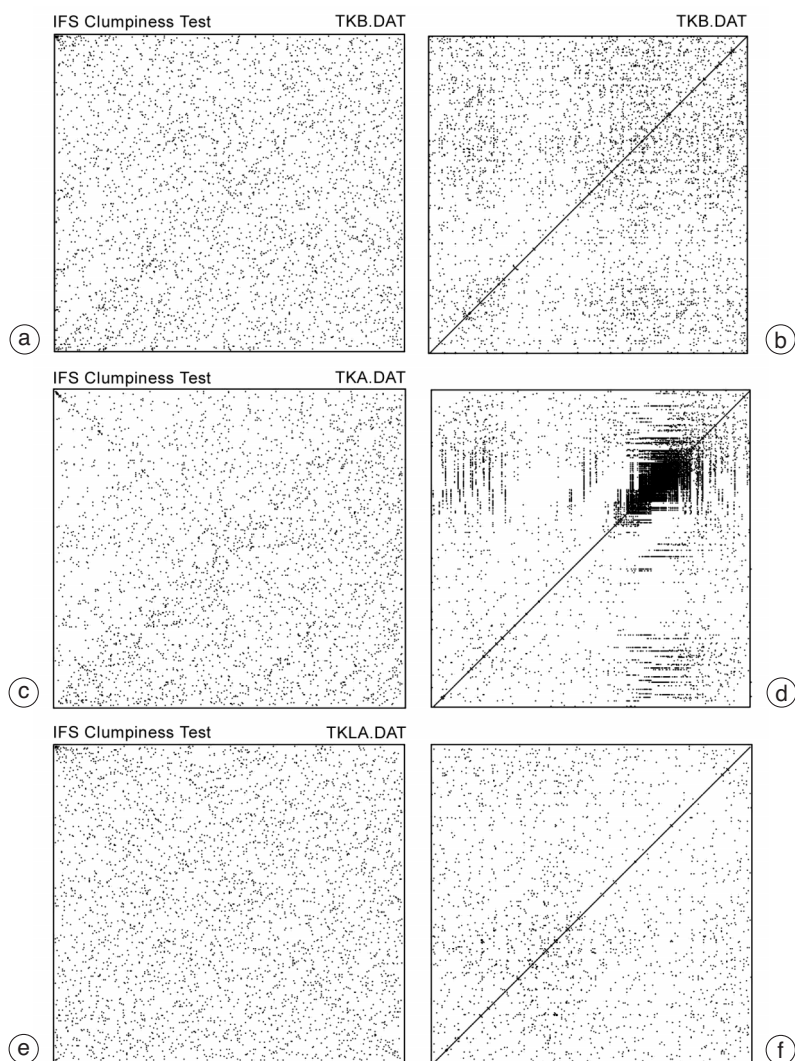 IFS Clumpiness Test TKB.DAT
TKB.DAT
a
b
IFS Clumpiness Test TKA.DAT
c
d
IFS Clumpiness Test TKLA.DAT
e
f